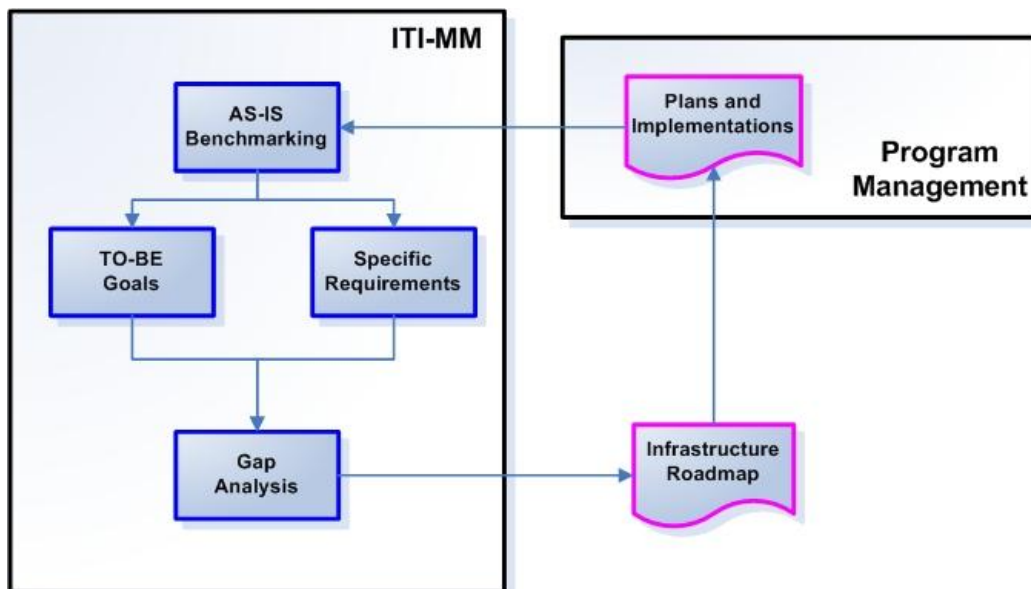 ITI-MM
AS-IS
Benchmarking
Plans and
Implementations
Program
Management
TO-BE
Goals
Specific
Requirements
Gap
Analysis
Infrastructure
Roadmap